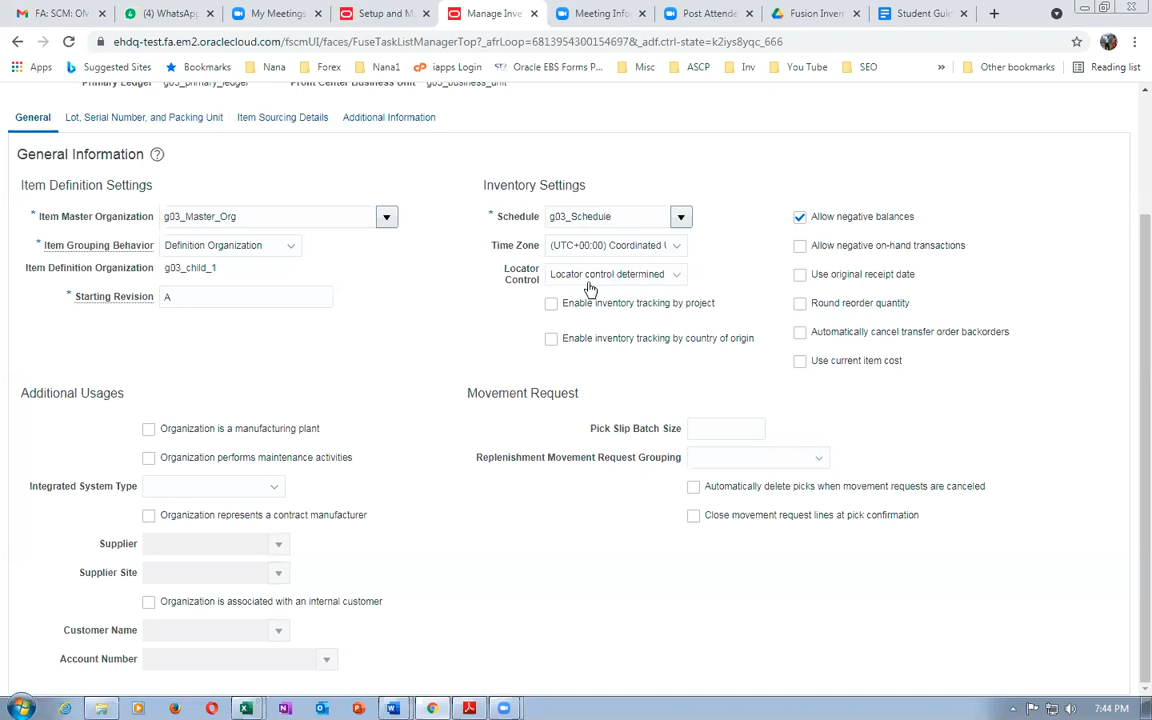 FA: SCM: OM
(4) WhatsApp
My Meetings
Setup and M
Manage Inve
Meeting Info
Post Attende
Fusion Inven
Student Guid
ehdq-test.fa.em2.oraclecloud.com/fscmUI/faces/FuseTaskListManagerTop?_afrLoop=6813954300154697&_adf.ctrl-state=k2iys8yqc_666
Apps
Suggested Sites
Bookmarks
Nana
Forex
Nana1
iapps Login
Oracle EBS Forms P...
Misc
ASCP
Inv
You Tube
SEO
»
Other bookmarks
Reading list
Primary Ledger g03_primary_ledger
Profit Center Business Unit g03_business_unit
General
Lot, Serial Number, and Packing Unit
Item Sourcing Details
Additional Information
General Information
Item Definition Settings
* Item Master Organization g03_Master_Org
* Item Grouping Behavior Definition Organization
Item Definition Organization g03_child_1
* Starting Revision A
Inventory Settings
* Schedule g03_Schedule
Time Zone (UTC+00:00) Coordinated U
Locator Control Locator control determined
Enable inventory tracking by project
Enable inventory tracking by country of origin
Allow negative balances
Allow negative on-hand transactions
Use original receipt date
Round reorder quantity
Automatically cancel transfer order backorders
Use current item cost
Additional Usages
Organization is a manufacturing plant
Organization performs maintenance activities
Integrated System Type
Organization represents a contract manufacturer
Supplier
Supplier Site
Organization is associated with an internal customer
Customer Name
Account Number
Movement Request
Pick Slip Batch Size
Replenishment Movement Request Grouping
Automatically delete picks when movement requests are canceled
Close movement request lines at pick confirmation
7:44 PM